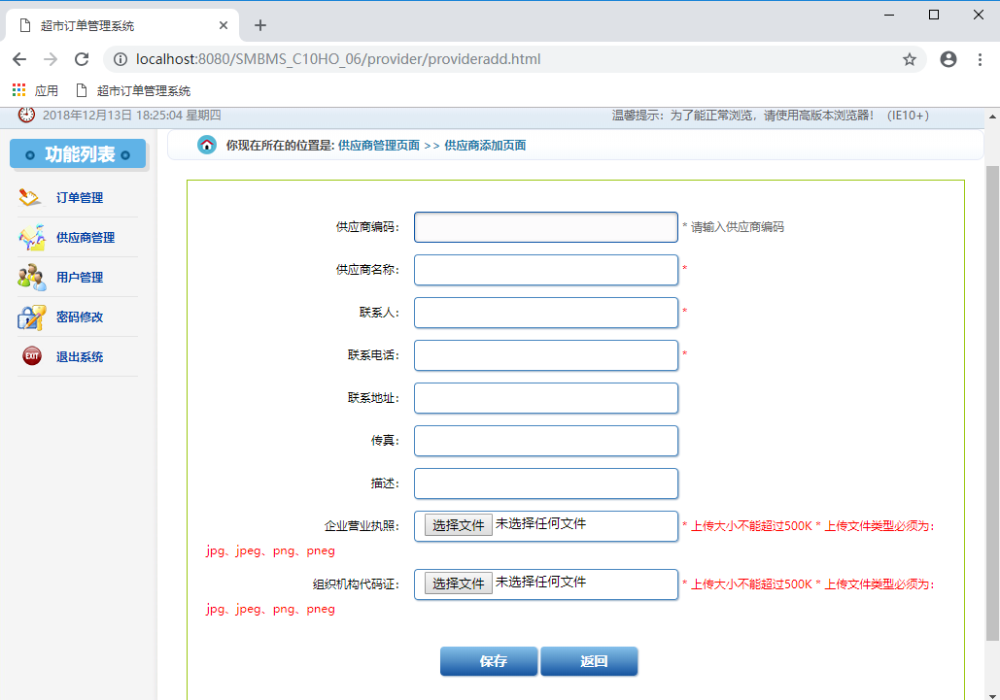 超市订单管理系统
localhost:8080/SMBMS_C10HO_06/provider/provideradd.html
应用 超市订单管理系统
2018年12月13日 18:25:04 星期四 温馨提示：为了能正常浏览，请使用高版本浏览器！（IE10+）
功能列表
订单管理
供应商管理
用户管理
密码修改
EXIT 退出系统
你现在所在的位置是: 供应商管理页面 >> 供应商添加页面
供应商编码： * 请输入供应商编码
供应商名称： *
联系人： *
联系电话： *
联系地址：
传真：
描述：
企业营业执照： 选择文件 未选择任何文件 * 上传大小不能超过500K * 上传文件类型必须为：
jpg、jpeg、png、pneg
组织机构代码证： 选择文件 未选择任何文件 * 上传大小不能超过500K * 上传文件类型必须为：
jpg、jpeg、png、pneg
保存 返回